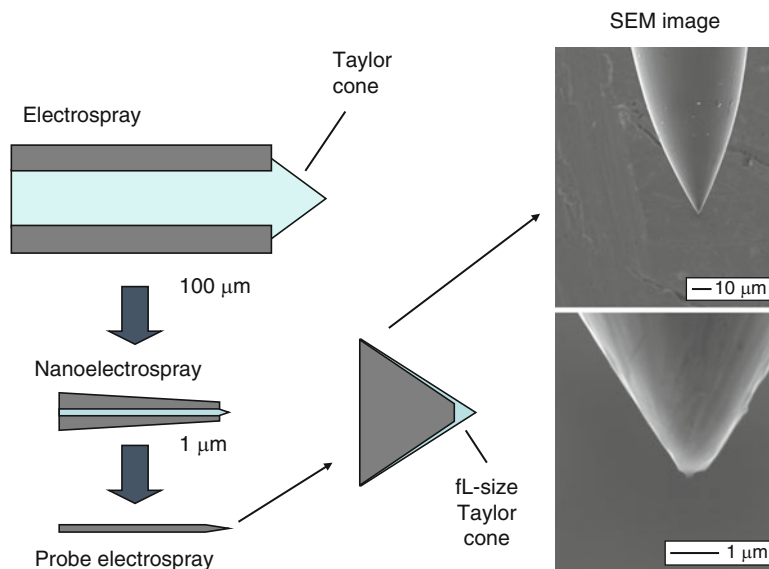 SEM image
Taylor
cone
Electrospray
100 μm
10 μm
Nanoelectrospray
1 μm
fL-size
Taylor
cone
Probe electrospray
1 μm